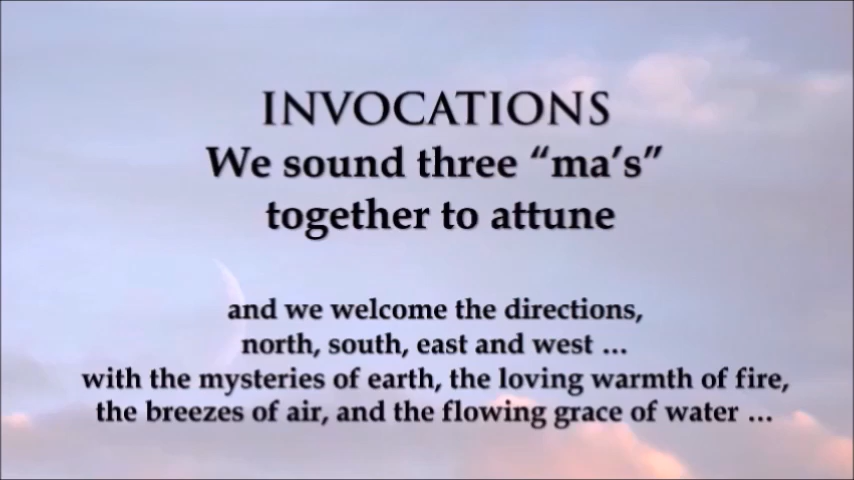 INVOCATIONS
We sound three “ma’s”
together to attune
and we welcome the directions,
north, south, east and west ...
with the mysteries of earth, the loving warmth of fire,
the breezes of air, and the flowing grace of water ...